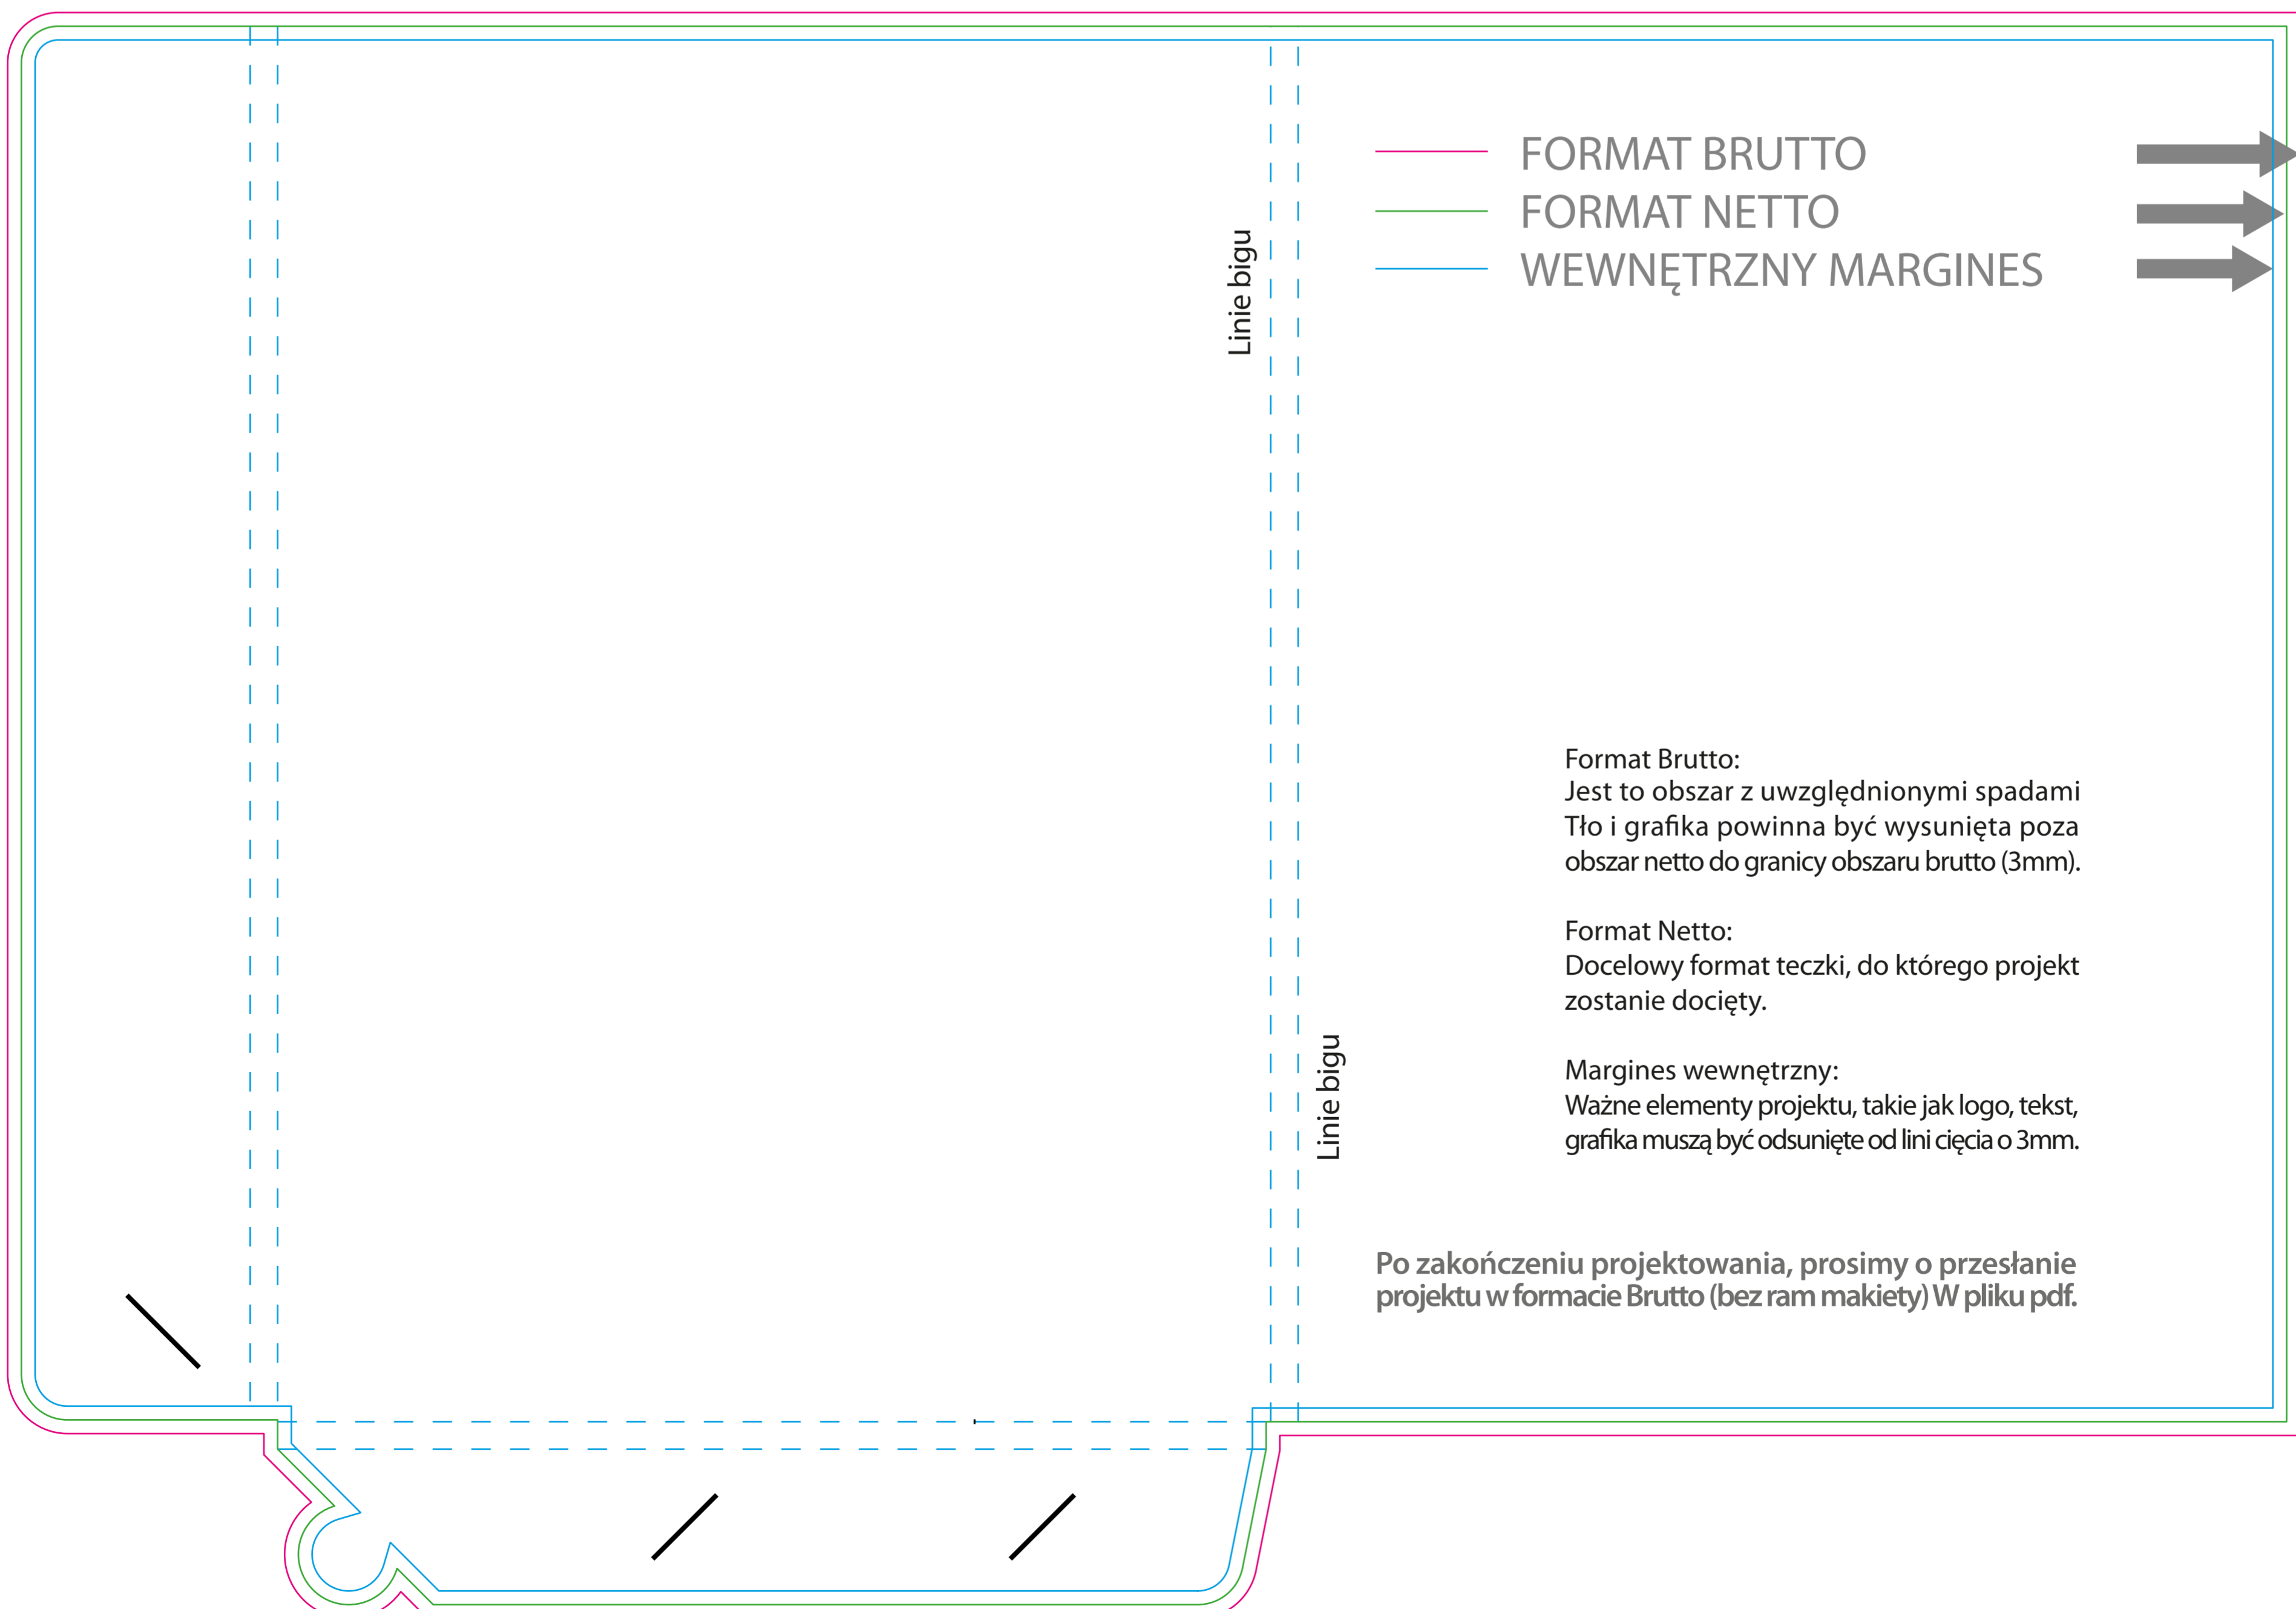 FORMAT BRUTTO
FORMAT NETTO
WEWNĘTRZNY MARGINES
Linie bigu
Format Brutto:
Jest to obszar z uwzględnionymi spadami
Tło i grafika powinna być wysunięta poza
obszar netto do granicy obszaru brutto (3mm).
Format Netto:
Docelowy format teczki, do którego projekt
zostanie docięty.
Linie bigu
Margines wewnętrzny:
Ważne elementy projektu, takie jak logo, tekst,
grafika muszą być odsunięte od lini cięcia o 3mm.
Po zakończeniu projektowania, prosimy o przesłanie
projektu w formacie Brutto (bez ram makiety) W pliku pdf.